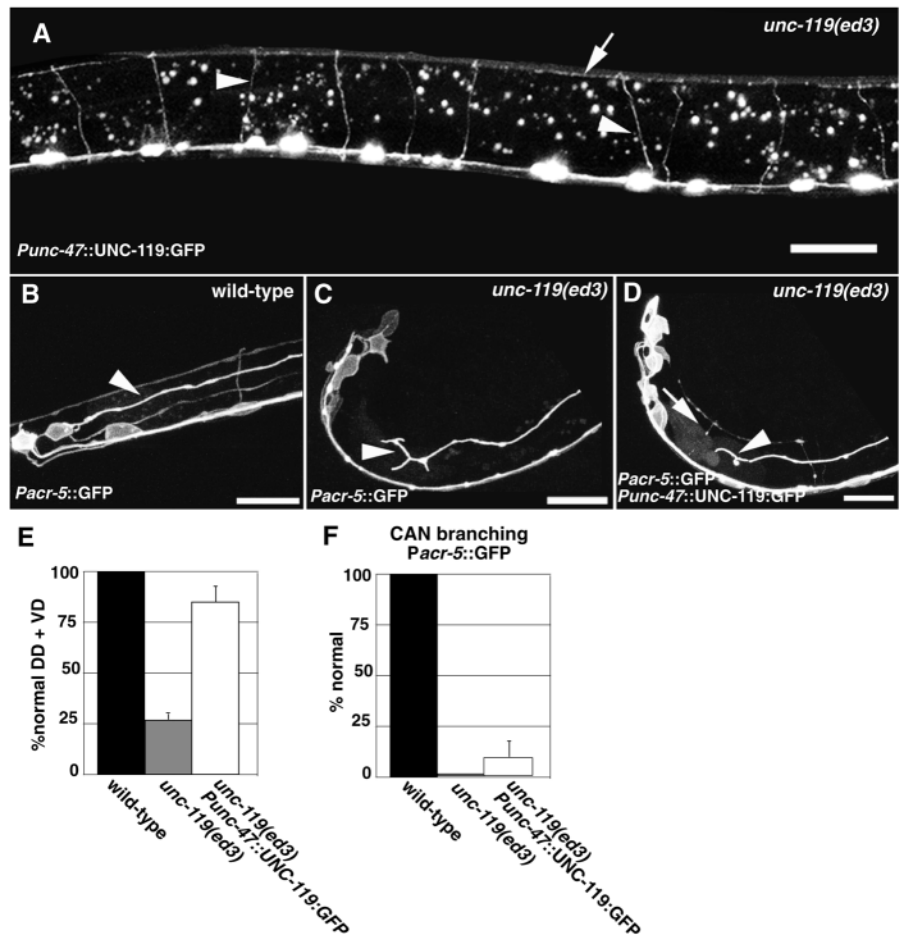 A
unc-119(ed3)
Punc-47::UNC-119:GFP
B
wild-type
Pacr-5::GFP
C
unc-119(ed3)
Pacr-5::GFP
D
unc-119(ed3)
Pacr-5::GFP
Punc-47::UNC-119:GFP
E
%normal DD + VD
100
75
50
25
0
wild-type
unc-119(ed3)
unc-119(ed3)
Punc-47::UNC-119:GFP
F
CAN branching
Pacr-5::GFP
% normal
100
75
50
25
0
wild-type
unc-119(ed3)
unc-119(ed3)
Punc-47::UNC-119:GFP